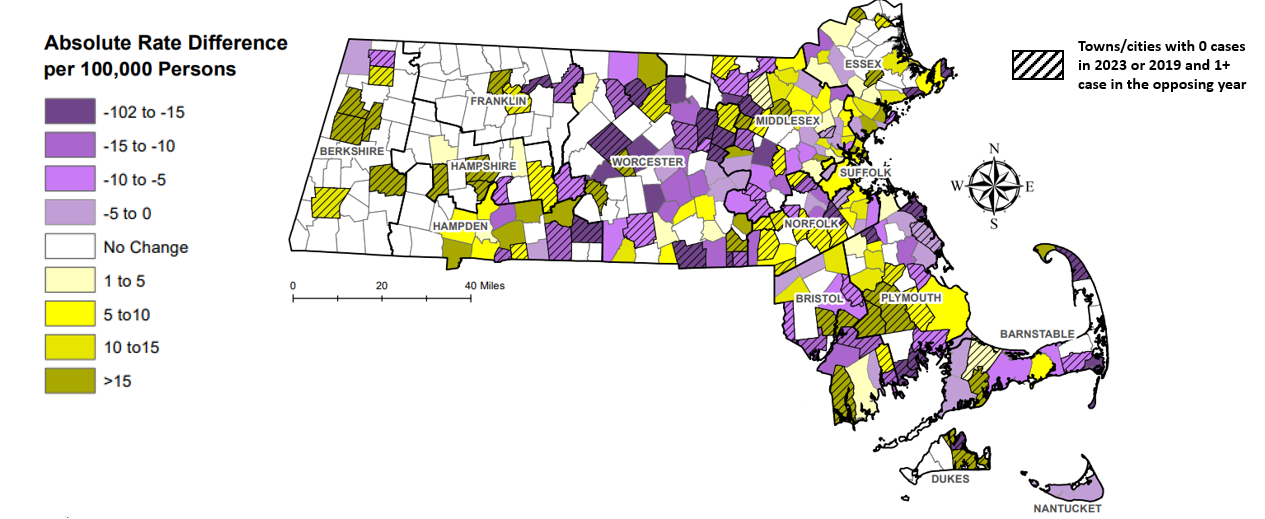 Absolute Rate Difference
per 100,000 Persons
-102 to -15
-15 to -10
-10 to -5
-5 to 0
No Change
1 to 5
5 to10
10 to15
>15
Towns/cities with 0 cases
in 2023 or 2019 and 1+
case in the opposing year
ESSEX
FRANKLIN
MIDDLESEX
BERKSHIRE
HAMPSHIRE
WORCESTER
SUFFOLK
HAMPDEN
NORFOLK
BRISTOL
PLYMOUTH
BARNSTABLE
DUKES
NANTUCKET
N
W
E
S
0 20 40 Miles